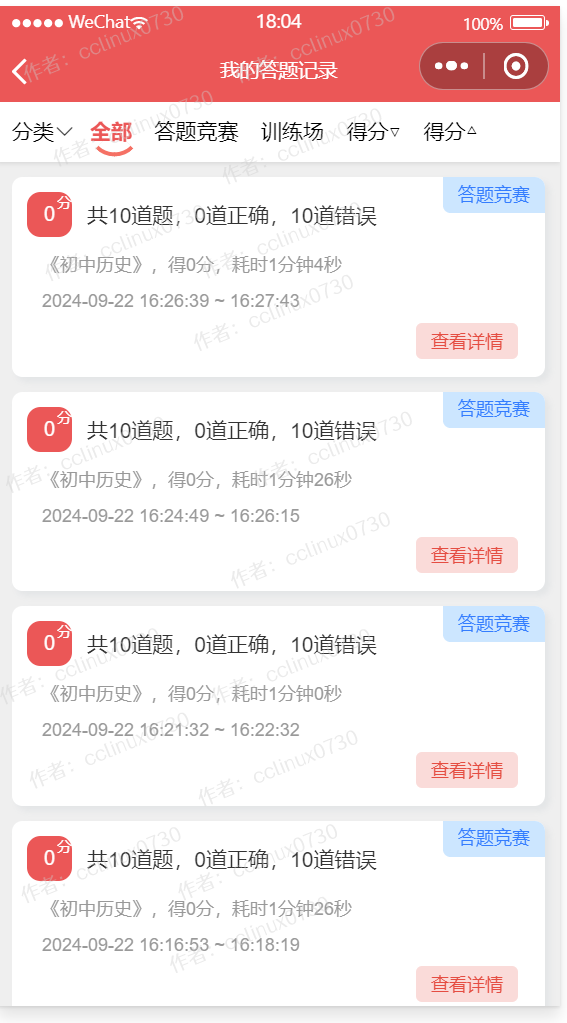 WeChat 18:04 100%
我的答题记录
分类 全部 答题竞赛 训练场 得分▽ 得分△
答题竞赛
0分 共10道题，0道正确，10道错误
《初中历史》，得0分，耗时1分钟4秒
2024-09-22 16:26:39 ~ 16:27:43
查看详情
答题竞赛
0分 共10道题，0道正确，10道错误
《初中历史》，得0分，耗时1分钟26秒
2024-09-22 16:24:49 ~ 16:26:15
查看详情
答题竞赛
0分 共10道题，0道正确，10道错误
《初中历史》，得0分，耗时1分钟0秒
2024-09-22 16:21:32 ~ 16:22:32
查看详情
答题竞赛
0分 共10道题，0道正确，10道错误
《初中历史》，得0分，耗时1分钟26秒
2024-09-22 16:16:53 ~ 16:18:19
查看详情
作者：cclinux0730